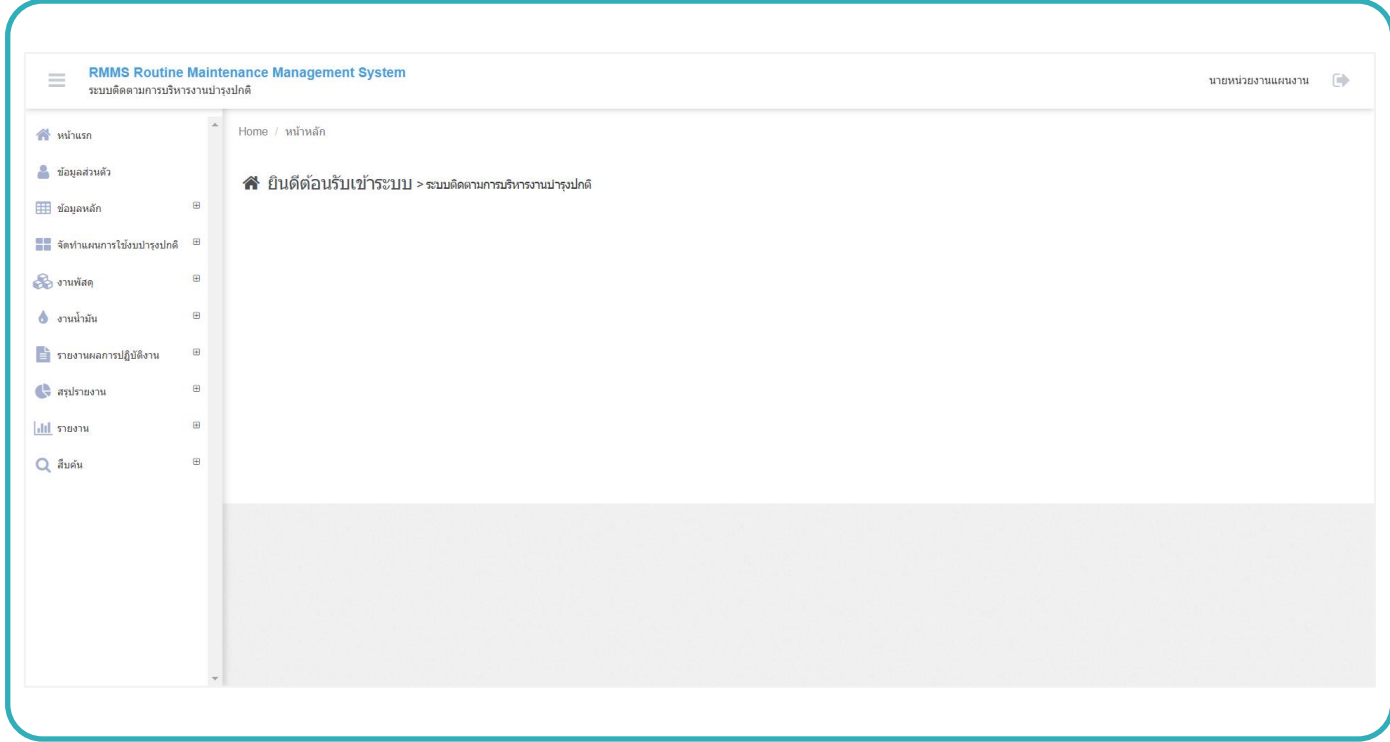 RMMS Routine Maintenance Management System
ระบบติดตามการบริหารงานบำรุงปกติ
นายหน่วยงานแผนงาน
หน้าแรก
ข้อมูลส่วนตัว
ข้อมูลหลัก
จัดทำแผนการใช้งบบำรุงปกติ
งานพัสดุ
งานน้ำมัน
รายงานผลการปฏิบัติงาน
สรุปรายงาน
รายงาน
สืบค้น
Home / หน้าหลัก
ยินดีต้อนรับเข้าระบบ > ระบบติดตามการบริหารงานบำรุงปกติ